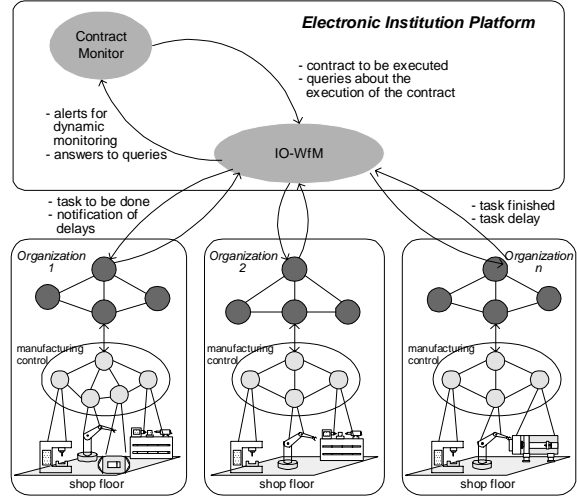 Electronic Institution Platform
Contract
Monitor
- contract to be executed
- queries about the
execution of the contract
- alerts for
dynamic
monitoring
- answers to queries
IO-WfM
- task to be done
- notification of
delays
- task finished
- task delay
Organization
1
Organization
2
Organization
n
manufacturing
control
manufacturing
control
manufacturing
control
shop floor
shop floor
shop floor